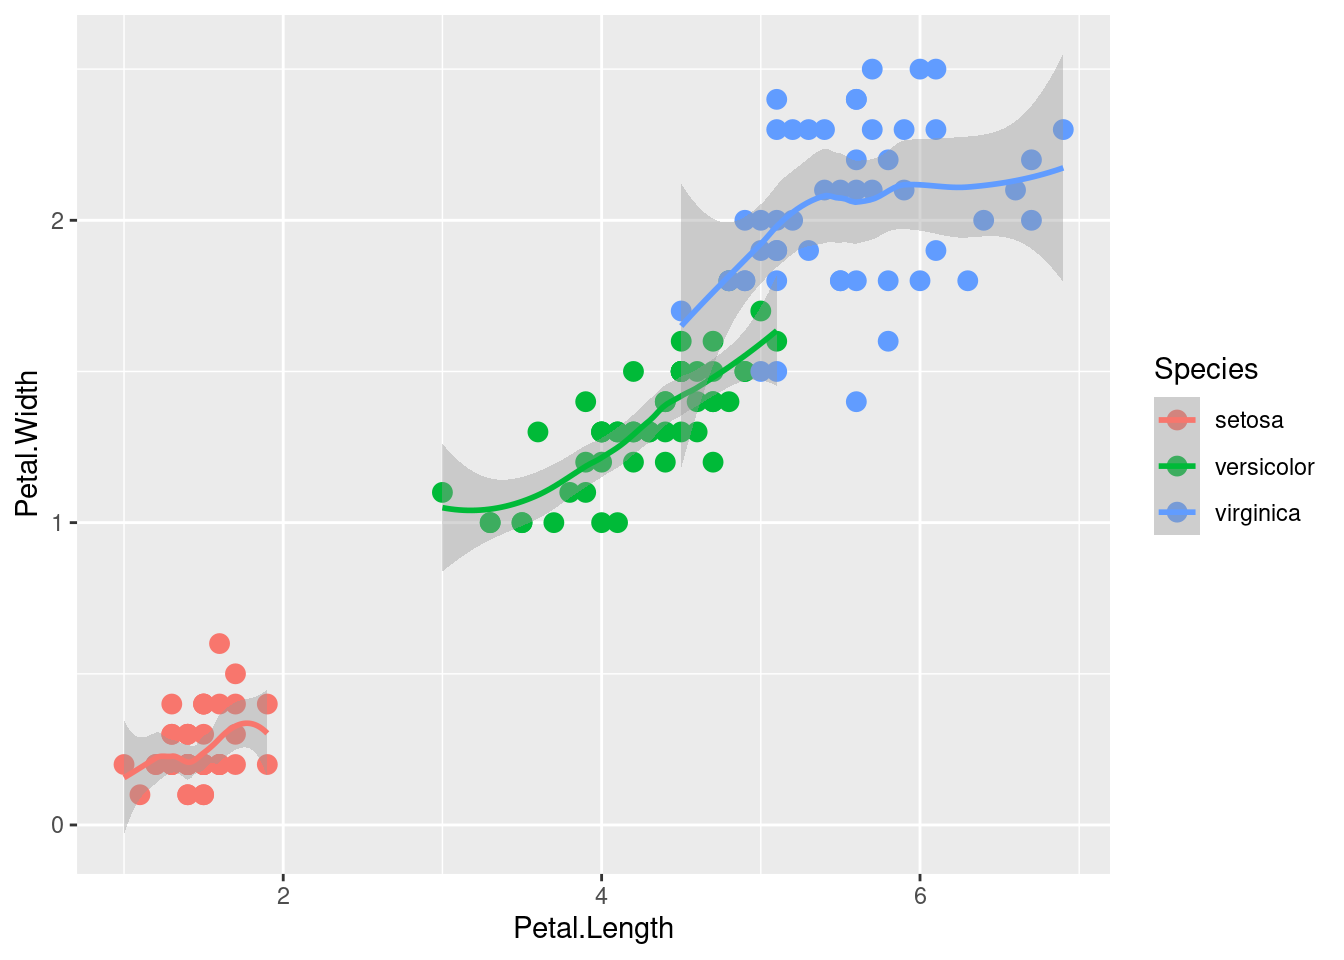 2
1
0
2
4
6
Petal.Length
Petal.Width
Species
setosa
versicolor
virginica